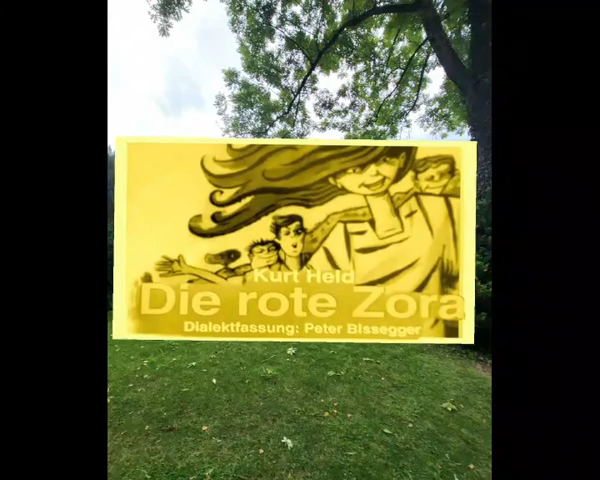 Kurt Held
Die rote Zora
Dialektfassung: Peter Bissegger